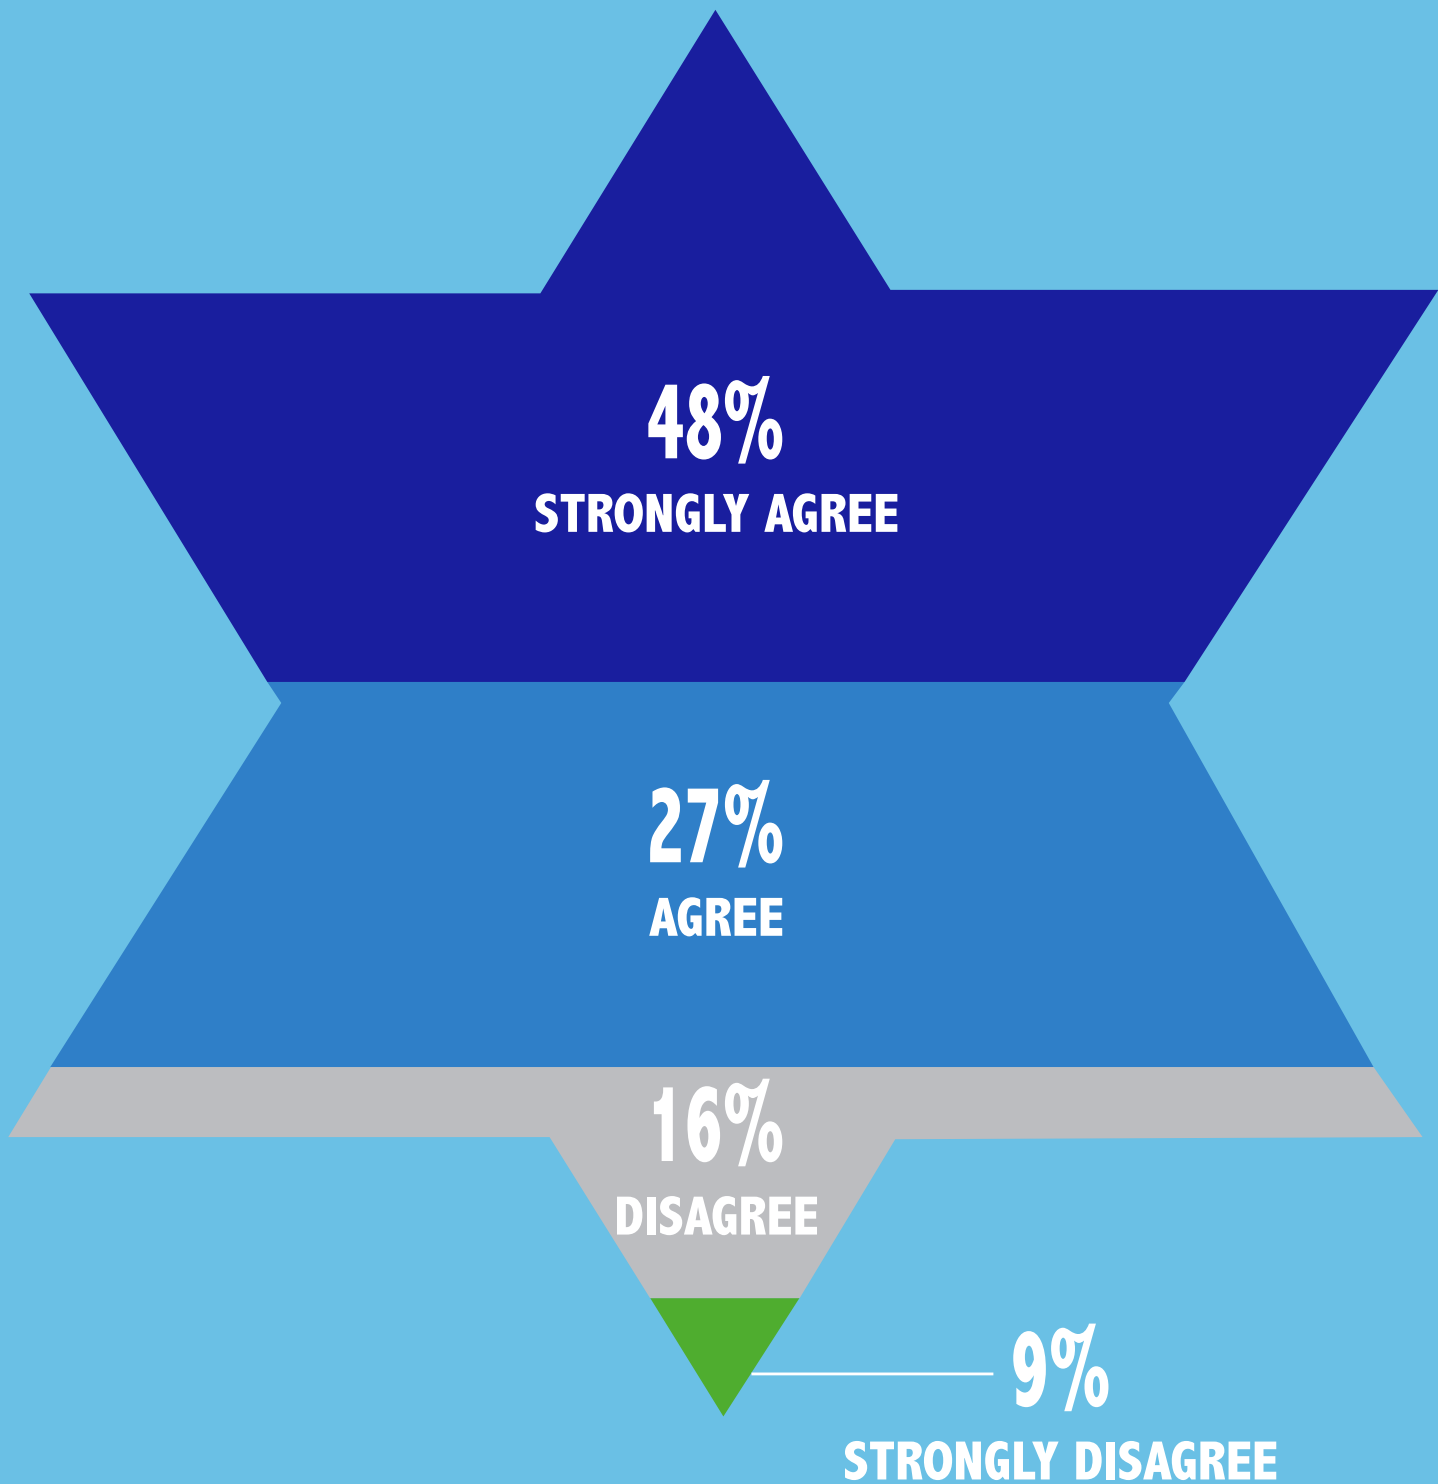 48%
STRONGLY AGREE
27%
AGREE
16%
DISAGREE
9%
STRONGLY DISAGREE